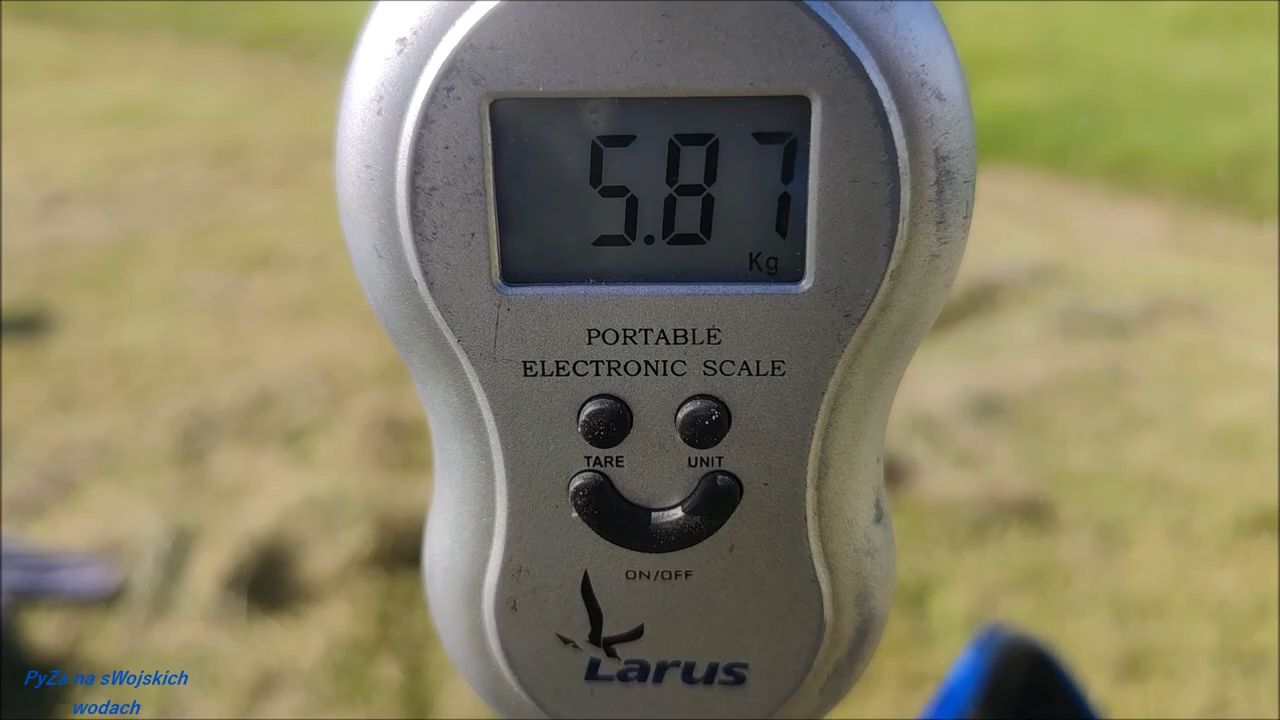 5.87
Kg
PORTABLE
ELECTRONIC SCALE
TARE UNIT
ON/OFF
Larus
PyZa na sWojskich
wodach